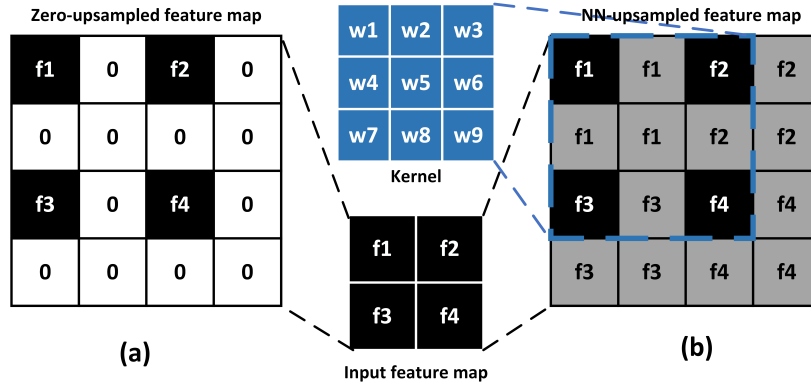 Zero-upsampled feature map
f1 0 f2 0
0 0 0 0
f3 0 f4 0
0 0 0 0
(a)
w1 w2 w3
w4 w5 w6
w7 w8 w9
Kernel
f1 f2
f3 f4
Input feature map
NN-upsampled feature map
f1 f1 f2 f2
f1 f1 f2 f2
f3 f3 f4 f4
f3 f3 f4 f4
(b)